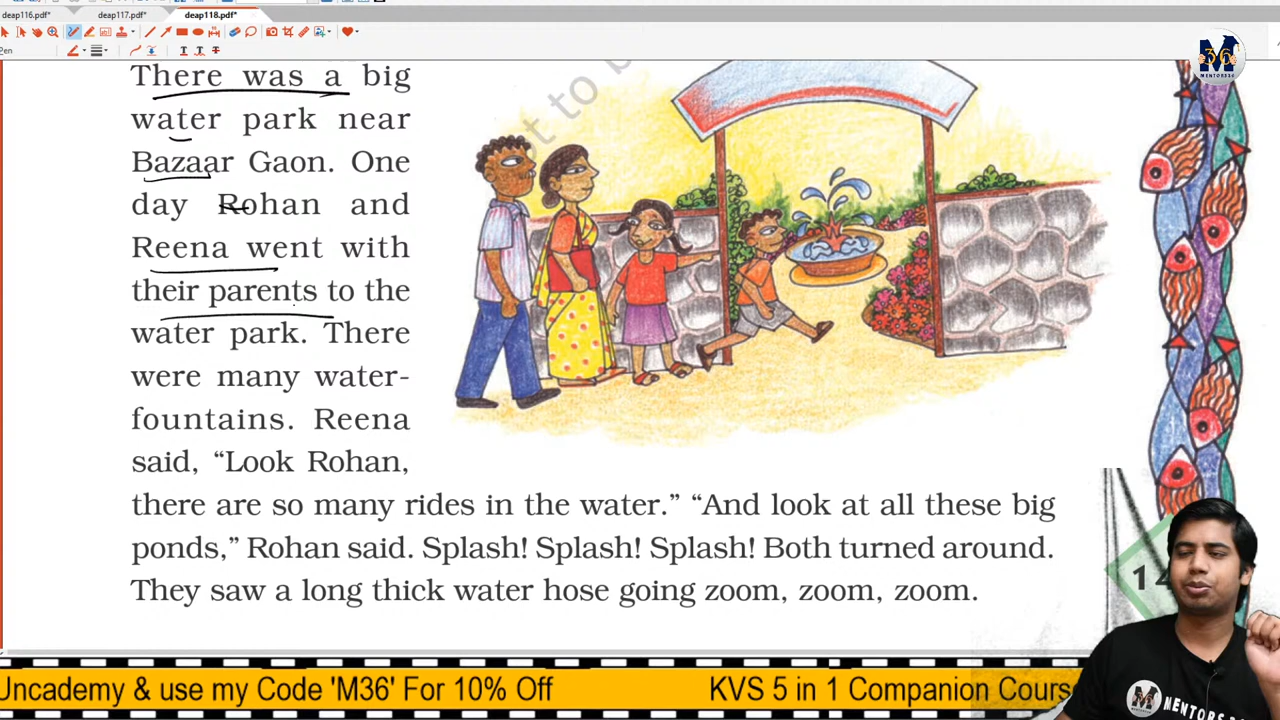 deap116.pdf*
deap117.pdf*
deap118.pdf*
Pen
M36
MENTORS36
There was a big
water park near
Bazaar Gaon. One
day Rohan and
Reena went with
their parents to the
water park. There
were many water-
fountains. Reena
said, “Look Rohan,
there are so many rides in the water.” “And look at all these big
ponds,” Rohan said. Splash! Splash! Splash! Both turned around.
They saw a long thick water hose going zoom, zoom, zoom.
Uncademy & use my Code 'M36' For 10% Off
KVS 5 in 1 Companion Cours